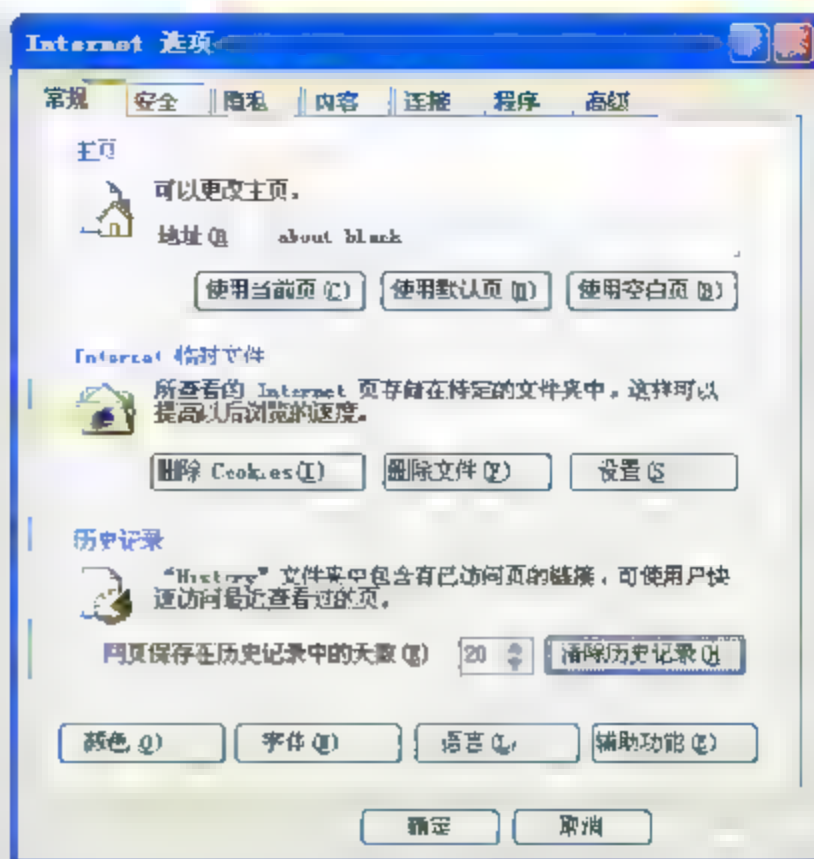 Internet 选项
常规 安全 隐私 内容 连接 程序 高级
主页
可以更改主页。
地址(R) about blank
使用当前页(C) 使用默认页(D) 使用空白页(B)
Internet 临时文件
所查看的 Internet 页存储在特定的文件夹中，这样可以
提高以后浏览的速度。
删除 Cookies(I) 删除文件(F) 设置(S
历史记录
“History”文件夹中包含有已访问页的链接，可使用户快
速访问最近查看过的页。
网页保存在历史记录中的天数(K) 20 清除历史记录(H
颜色(O) 字体(N) 语言(L) 辅助功能(E)
确定 取消